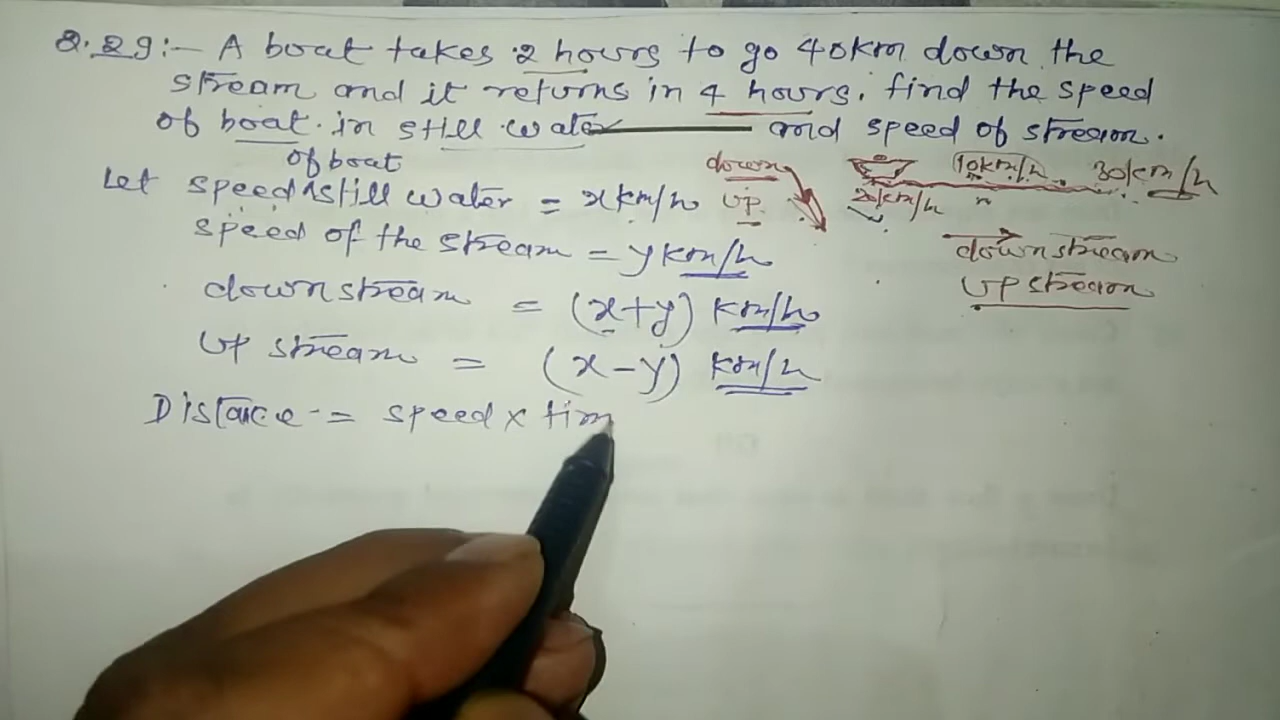 Q.29:- A boat takes 2 hours to go 40km down the
stream and it returns in 4 hours. find the speed
of boat in still water and speed of stream.
of boat
Let speed ^ still water = x km/h
speed of the stream = y km/h
downstream = (x+y) km/h
Up stream = (x-y) km/h
Distance = speed x tim
down
up
10km/h
30km/h
20km/h
downstream
Upstream